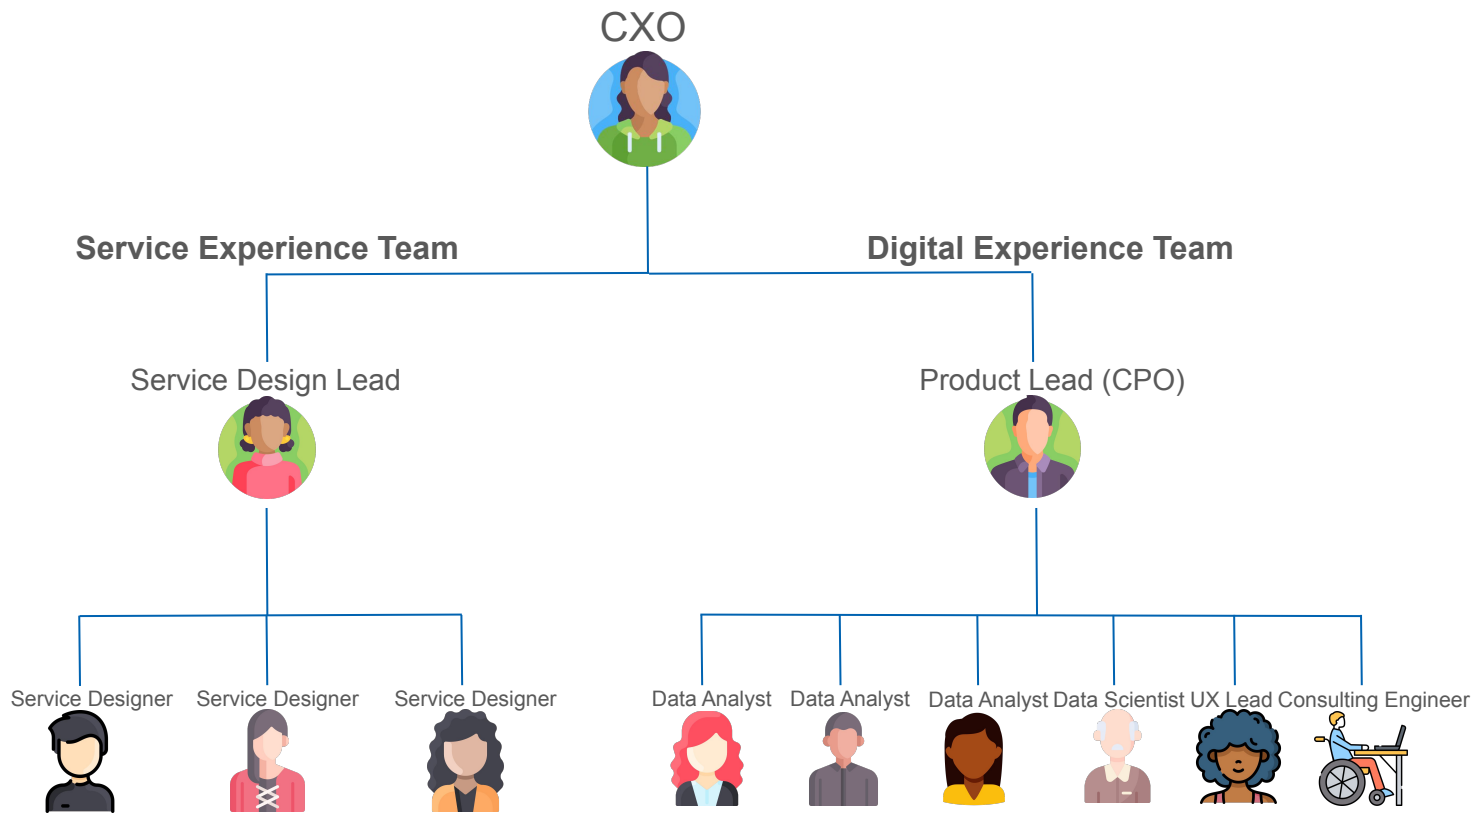 CXO
Service Experience Team
Digital Experience Team
Service Design Lead
Product Lead (CPO)
Service Designer
Service Designer
Service Designer
Data Analyst
Data Analyst
Data Analyst
Data Scientist
UX Lead
Consulting Engineer